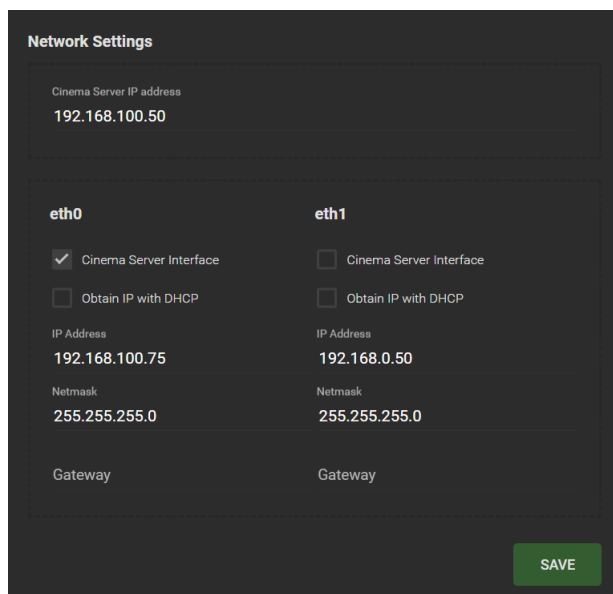 Network Settings
Cinema Server IP address
192.168.100.50
eth0
eth1
Cinema Server Interface
Cinema Server Interface
Obtain IP with DHCP
Obtain IP with DHCP
IP Address
IP Address
192.168.100.75
192.168.0.50
Netmask
Netmask
255.255.255.0
255.255.255.0
Gateway
Gateway
SAVE